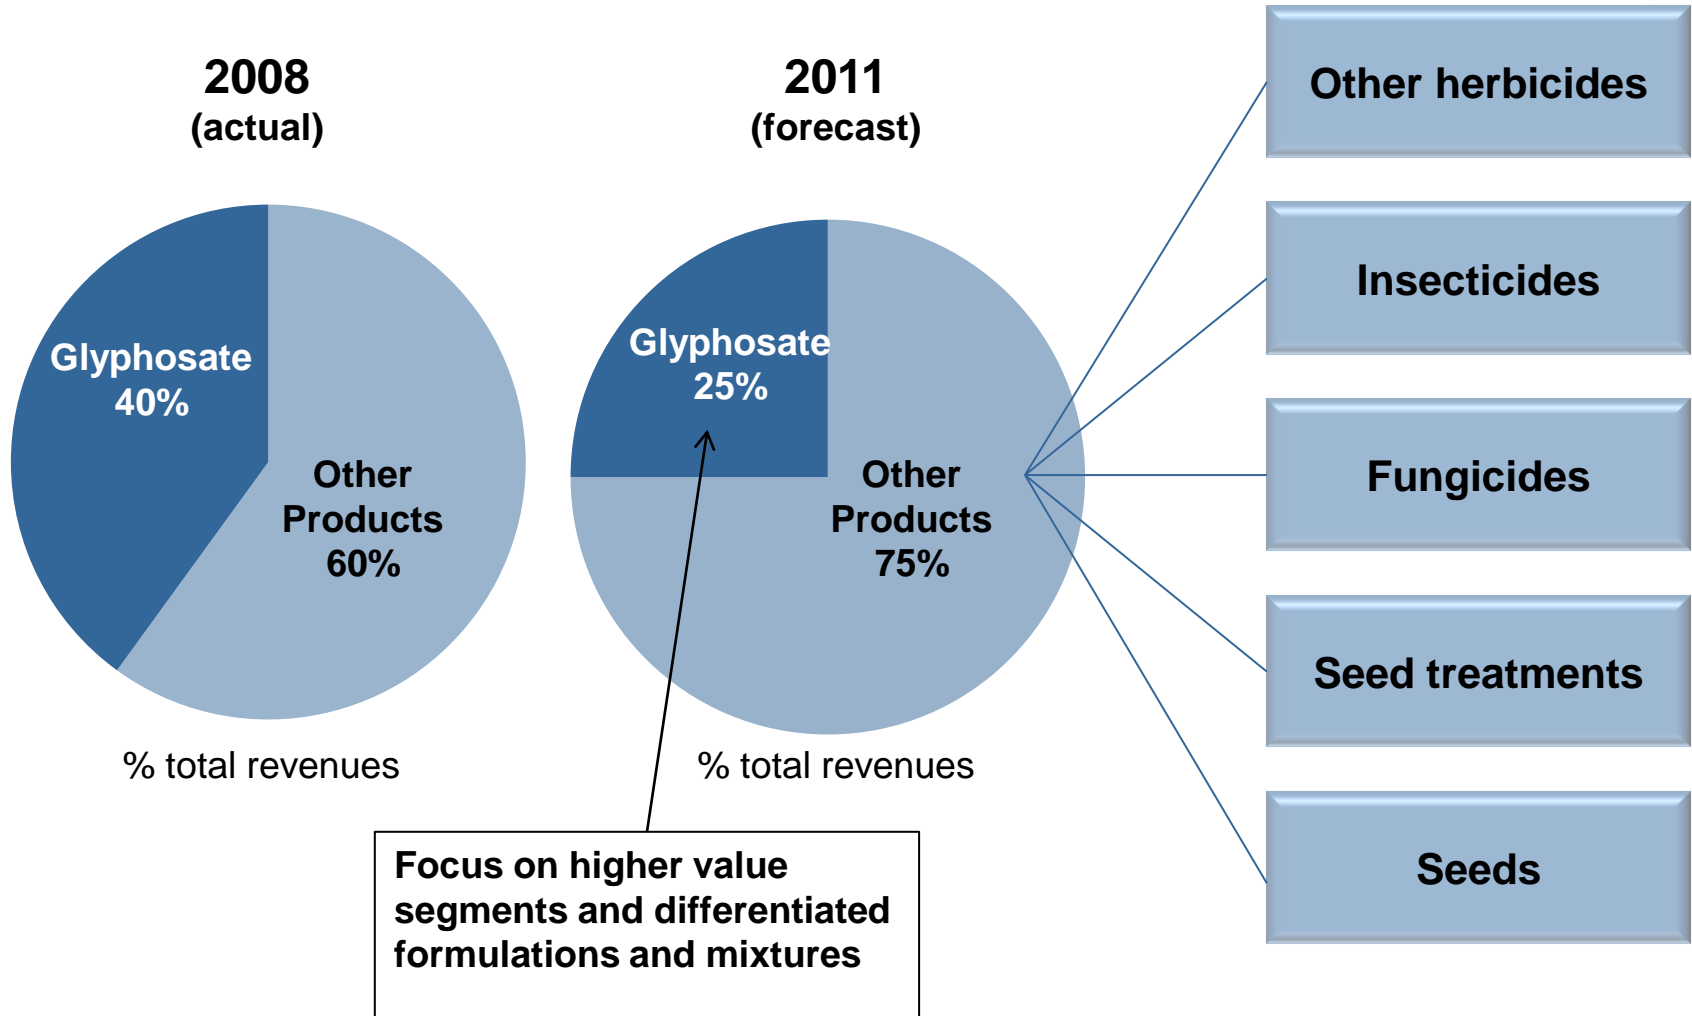 2008
(actual)
Glyphosate
40%
Other
Products
60%
% total revenues
2011
(forecast)
Glyphosate
25%
Other
Products
75%
% total revenues
Focus on higher value
segments and differentiated
formulations and mixtures
Other herbicides
Insecticides
Fungicides
Seed treatments
Seeds